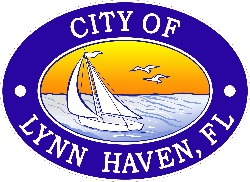 CITY OF
LYNN HAVEN, FL